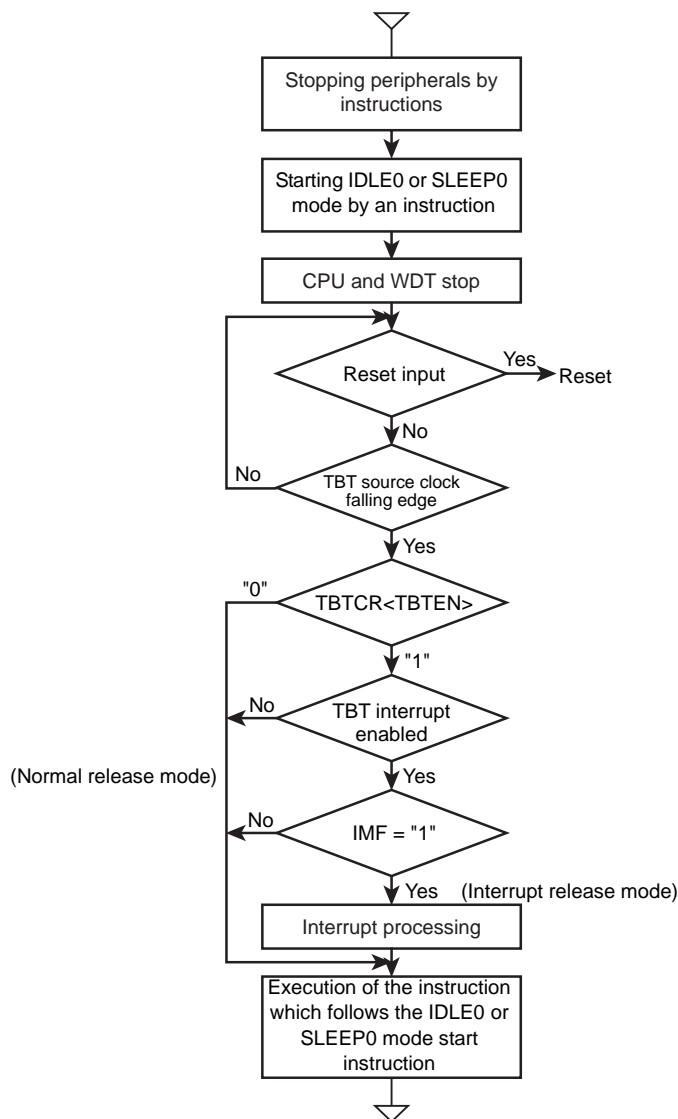 Stopping peripherals by
instructions
Starting IDLE0 or SLEEP0
mode by an instruction
CPU and WDT stop
Reset input
Yes
Reset
No
No
TBT source clock
falling edge
Yes
"0"
TBTCR<TBTEN>
"1"
No
TBT interrupt
enabled
(Normal release mode)
Yes
No
IMF = "1"
Yes
(Interrupt release mode)
Interrupt processing
Execution of the instruction
which follows the IDLE0 or
SLEEP0 mode start
instruction